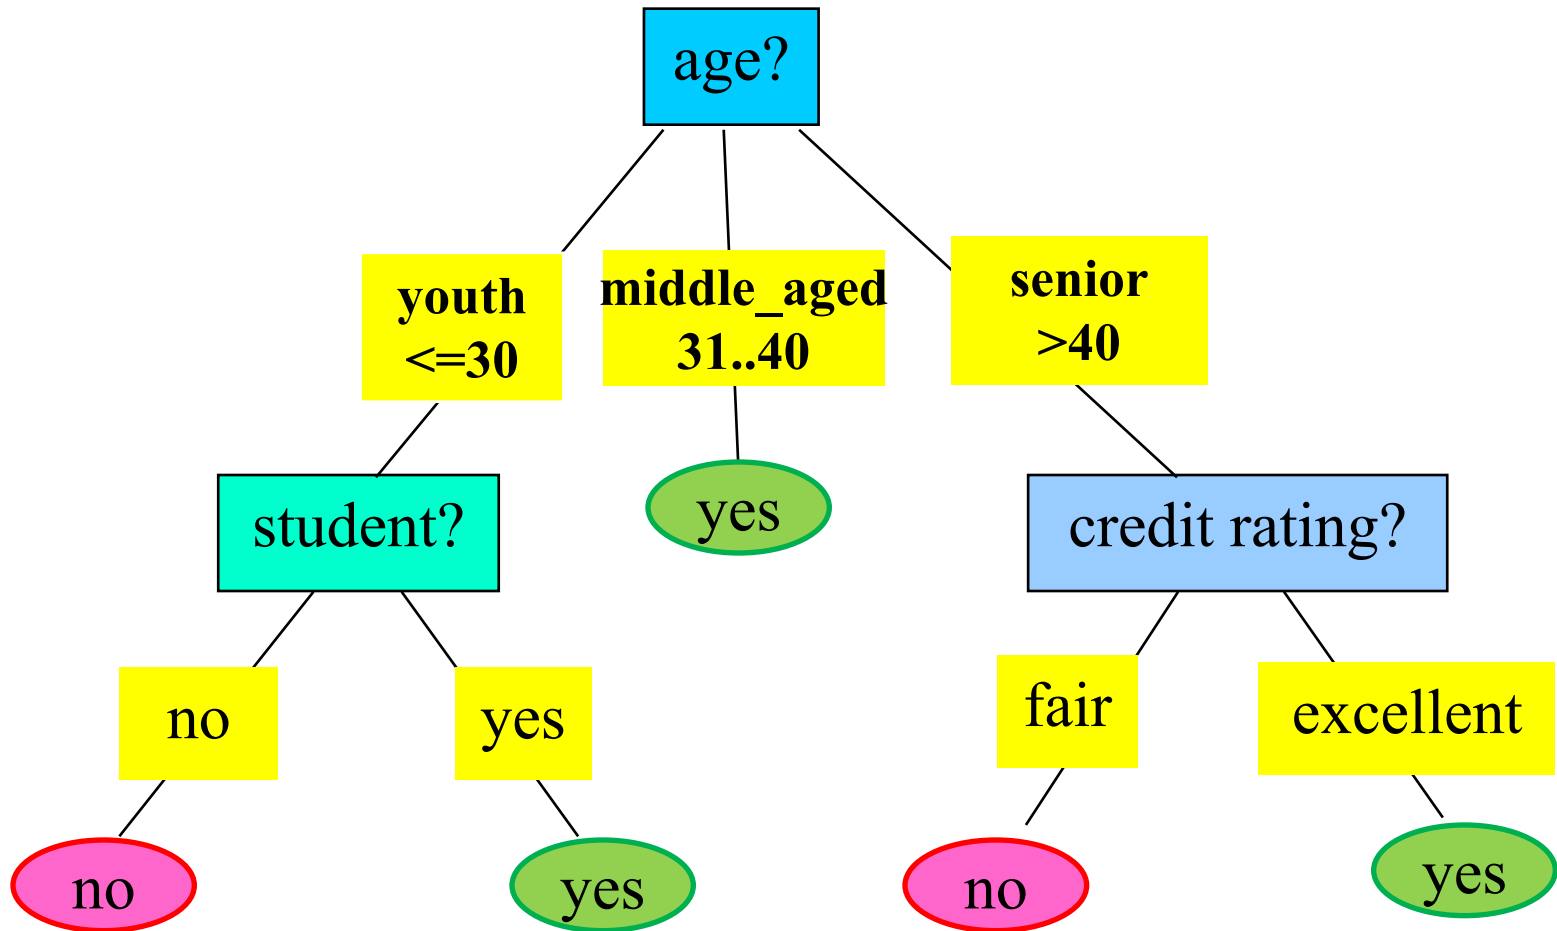 age?
youth
<=30
middle_aged
31..40
senior
>40
student?
yes
credit rating?
no
yes
fair
excellent
no
yes
no
yes